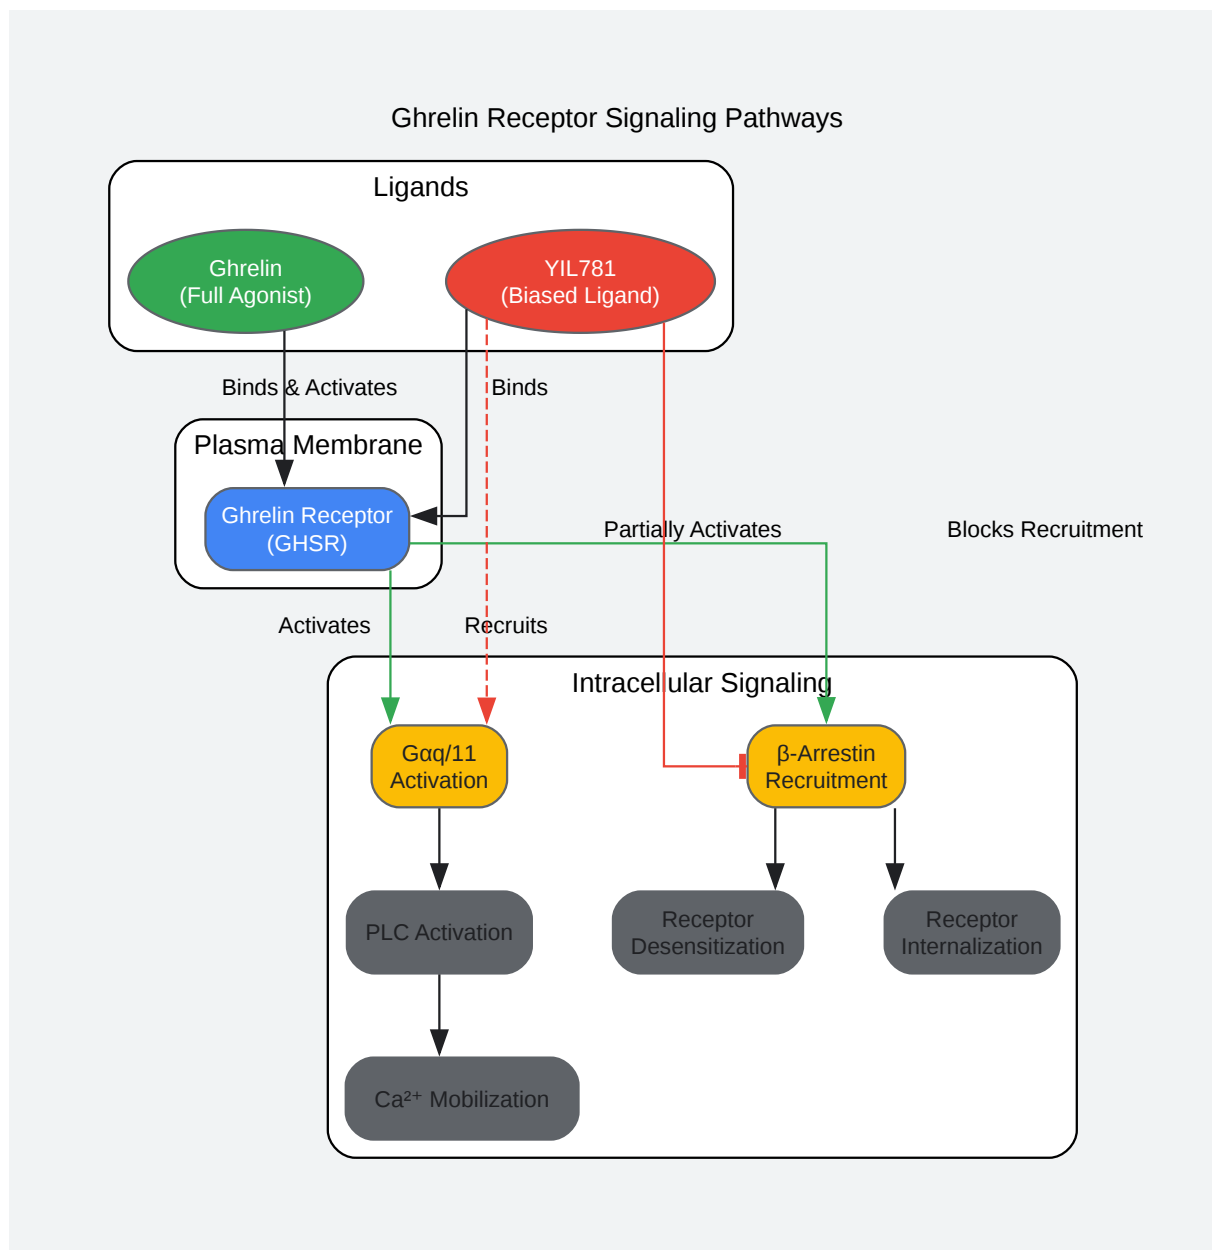 Ghrelin Receptor Signaling Pathways
Ligands
Ghrelin
(Full Agonist)
YIL781
(Biased Ligand)
Binds & Activates
Binds
Plasma Membrane
Ghrelin Receptor
(GHSR)
Partially Activates
Blocks Recruitment
Activates
Recruits
Intracellular Signaling
Gαq/11
Activation
β-Arrestin
Recruitment
PLC Activation
Receptor
Desensitization
Receptor
Internalization
Ca²⁺ Mobilization